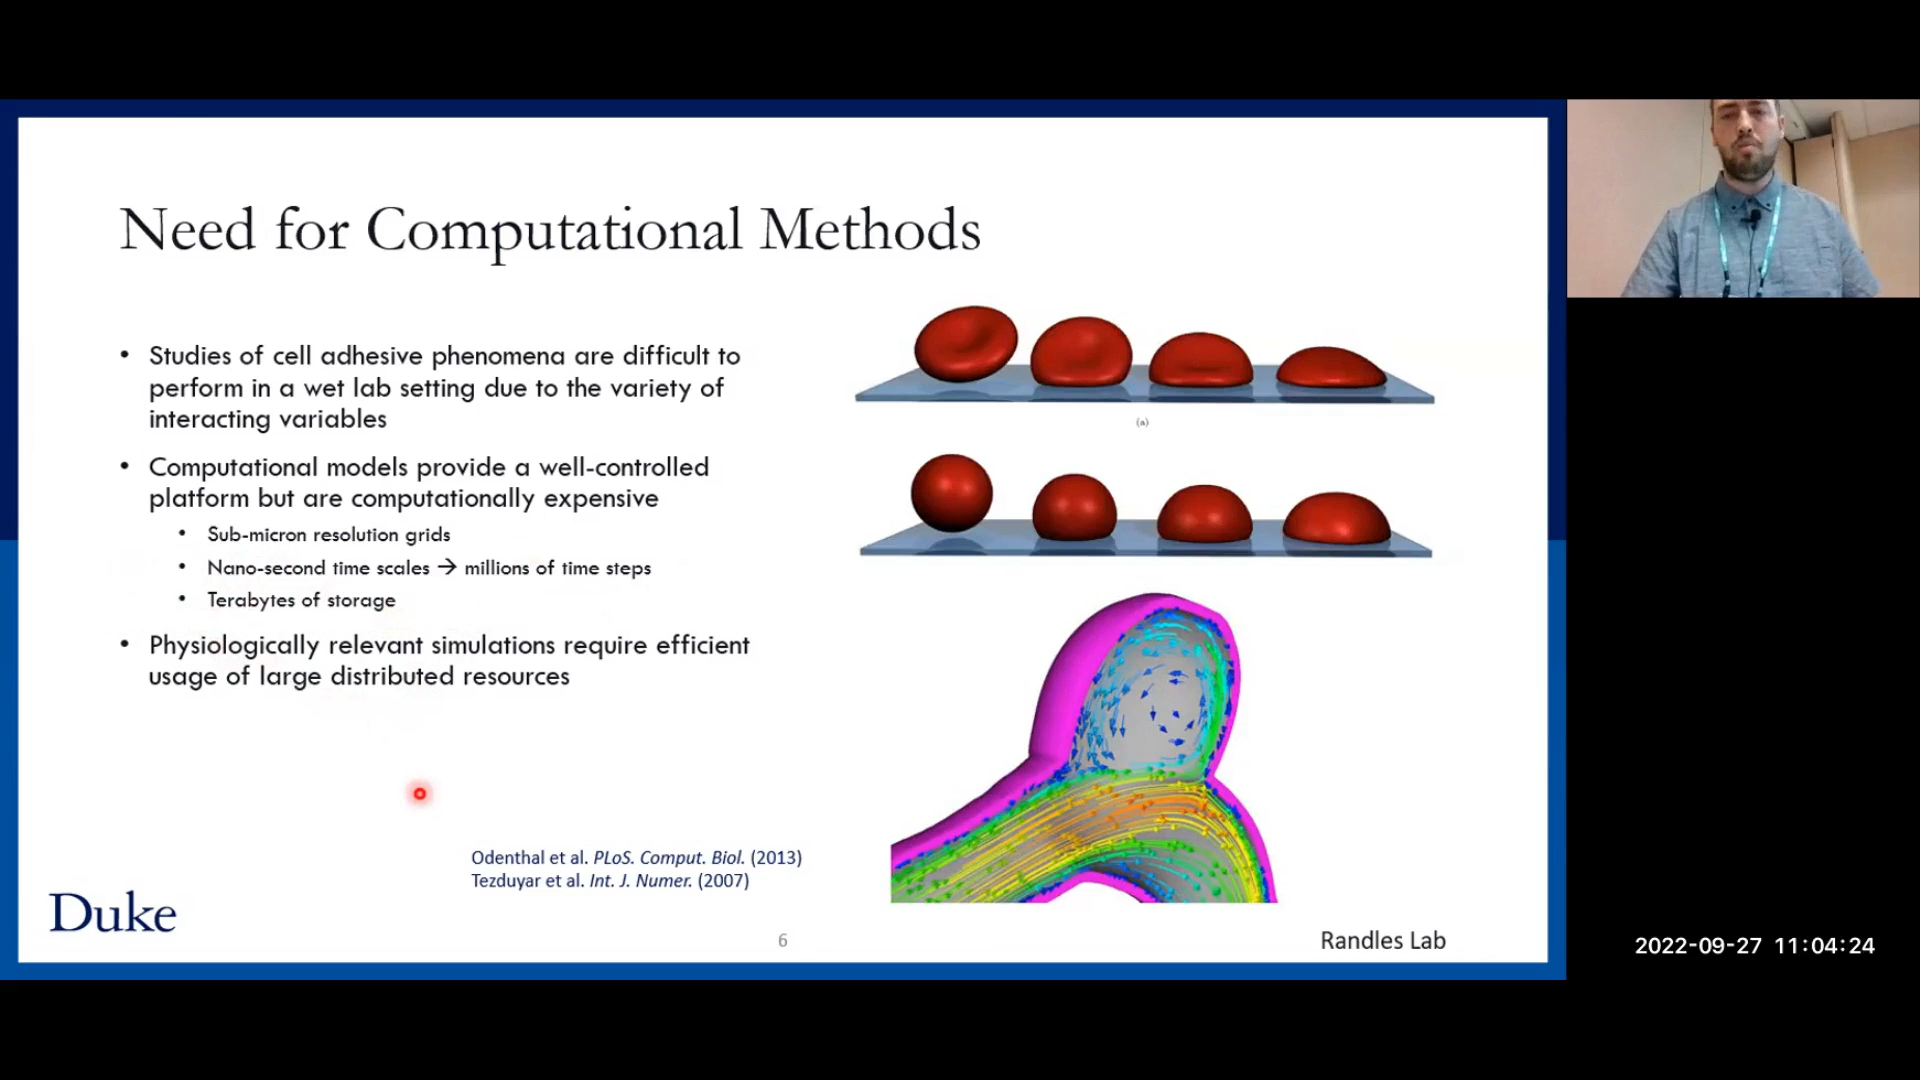 Need for Computational Methods
• Studies of cell adhesive phenomena are difficult to
perform in a wet lab setting due to the variety of
interacting variables
• Computational models provide a well-controlled
platform but are computationally expensive
• Sub-micron resolution grids
• Nano-second time scales → millions of time steps
• Terabytes of storage
• Physiologically relevant simulations require efficient
usage of large distributed resources
(a)
Odenthal et al. PLoS. Comput. Biol. (2013)
Tezduyar et al. Int. J. Numer. (2007)
Duke
6
Randles Lab
2022-09-27 11:04:24